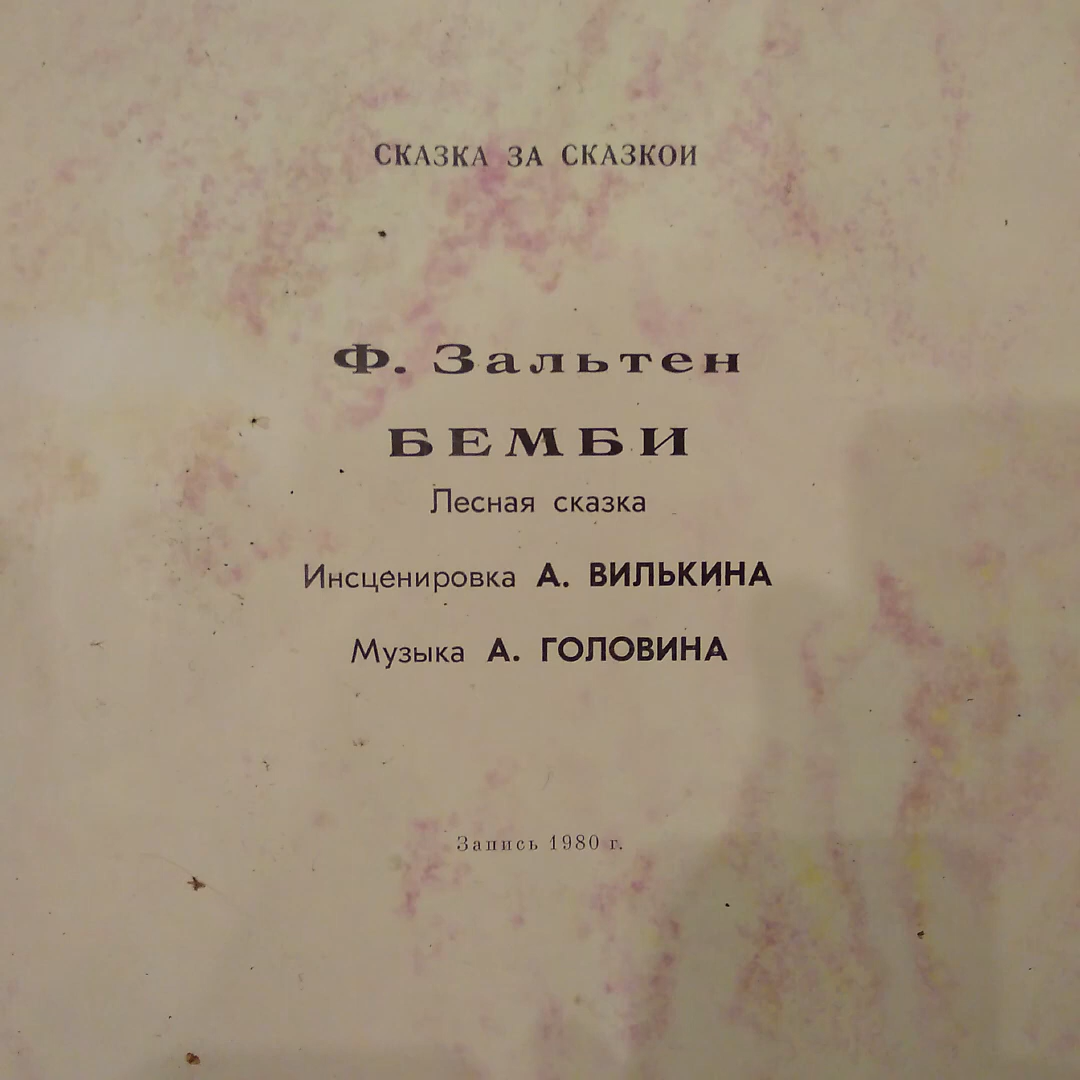 СКАЗКА ЗА СКАЗКОЙ
Ф. Зальтен
БЕМБИ
Лесная сказка
Инсценировка А. ВИЛЬКИНА
Музыка А. ГОЛОВИНА
Запись 1980 г.